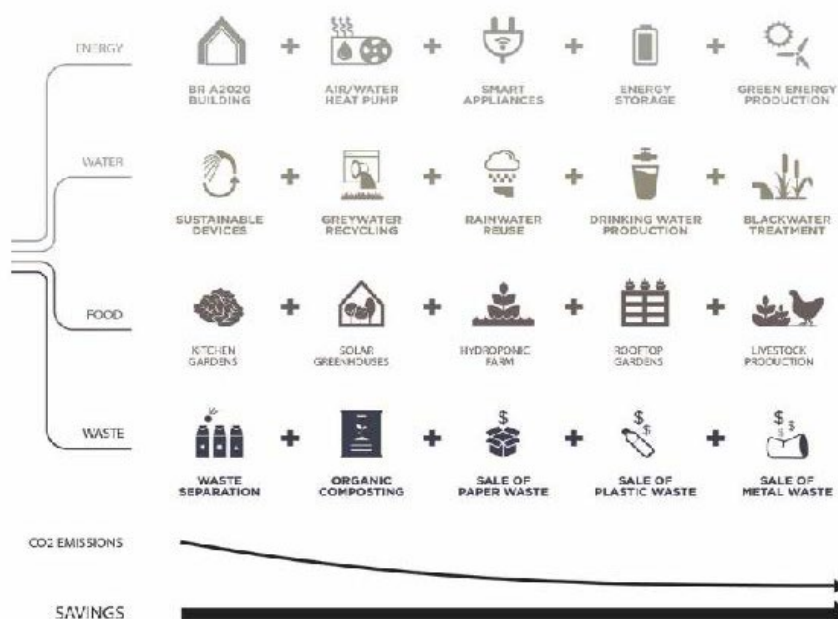 ENERGY
BR A2020
BUILDING
AIR/WATER
HEAT PUMP
SMART
APPLIANCES
ENERGY
STORAGE
GREEN ENERGY
PRODUCTION
WATER
SUSTAINABLE
DEVICES
GREYWATER
RECYCLING
RAINWATER
REUSE
DRINKING WATER
PRODUCTION
BLACKWATER
TREATMENT
FOOD
KITCHEN
GARDENS
SOLAR
GREENHOUSES
HYDROPONIC
FARM
ROOFTOP
GARDENS
LIVESTOCK
PRODUCTION
WASTE
WASTE
SEPARATION
ORGANIC
COMPOSTING
SALE OF
PAPER WASTE
SALE OF
PLASTIC WASTE
SALE OF
METAL WASTE
CO2 EMISSIONS
SAVINGS